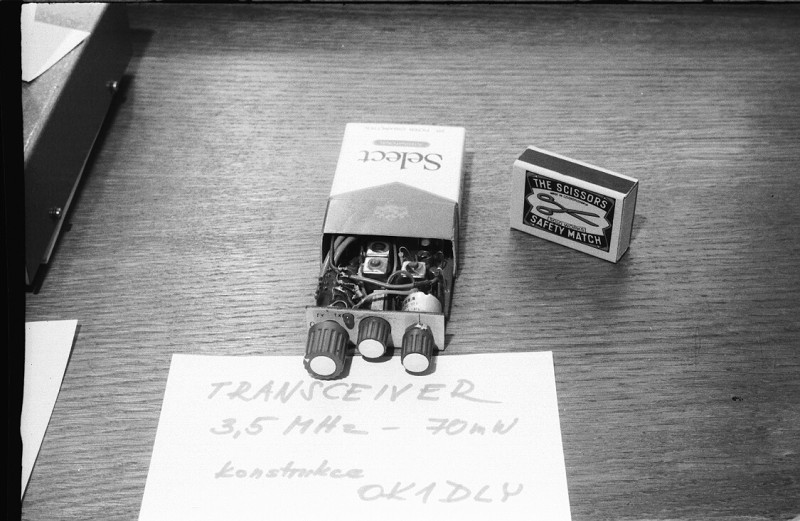 Select
THE SCISSORS
SAFETY MATCH
TRANSCEIVER
3,5 MHz - 70mW
konstrukce
OK1DLY